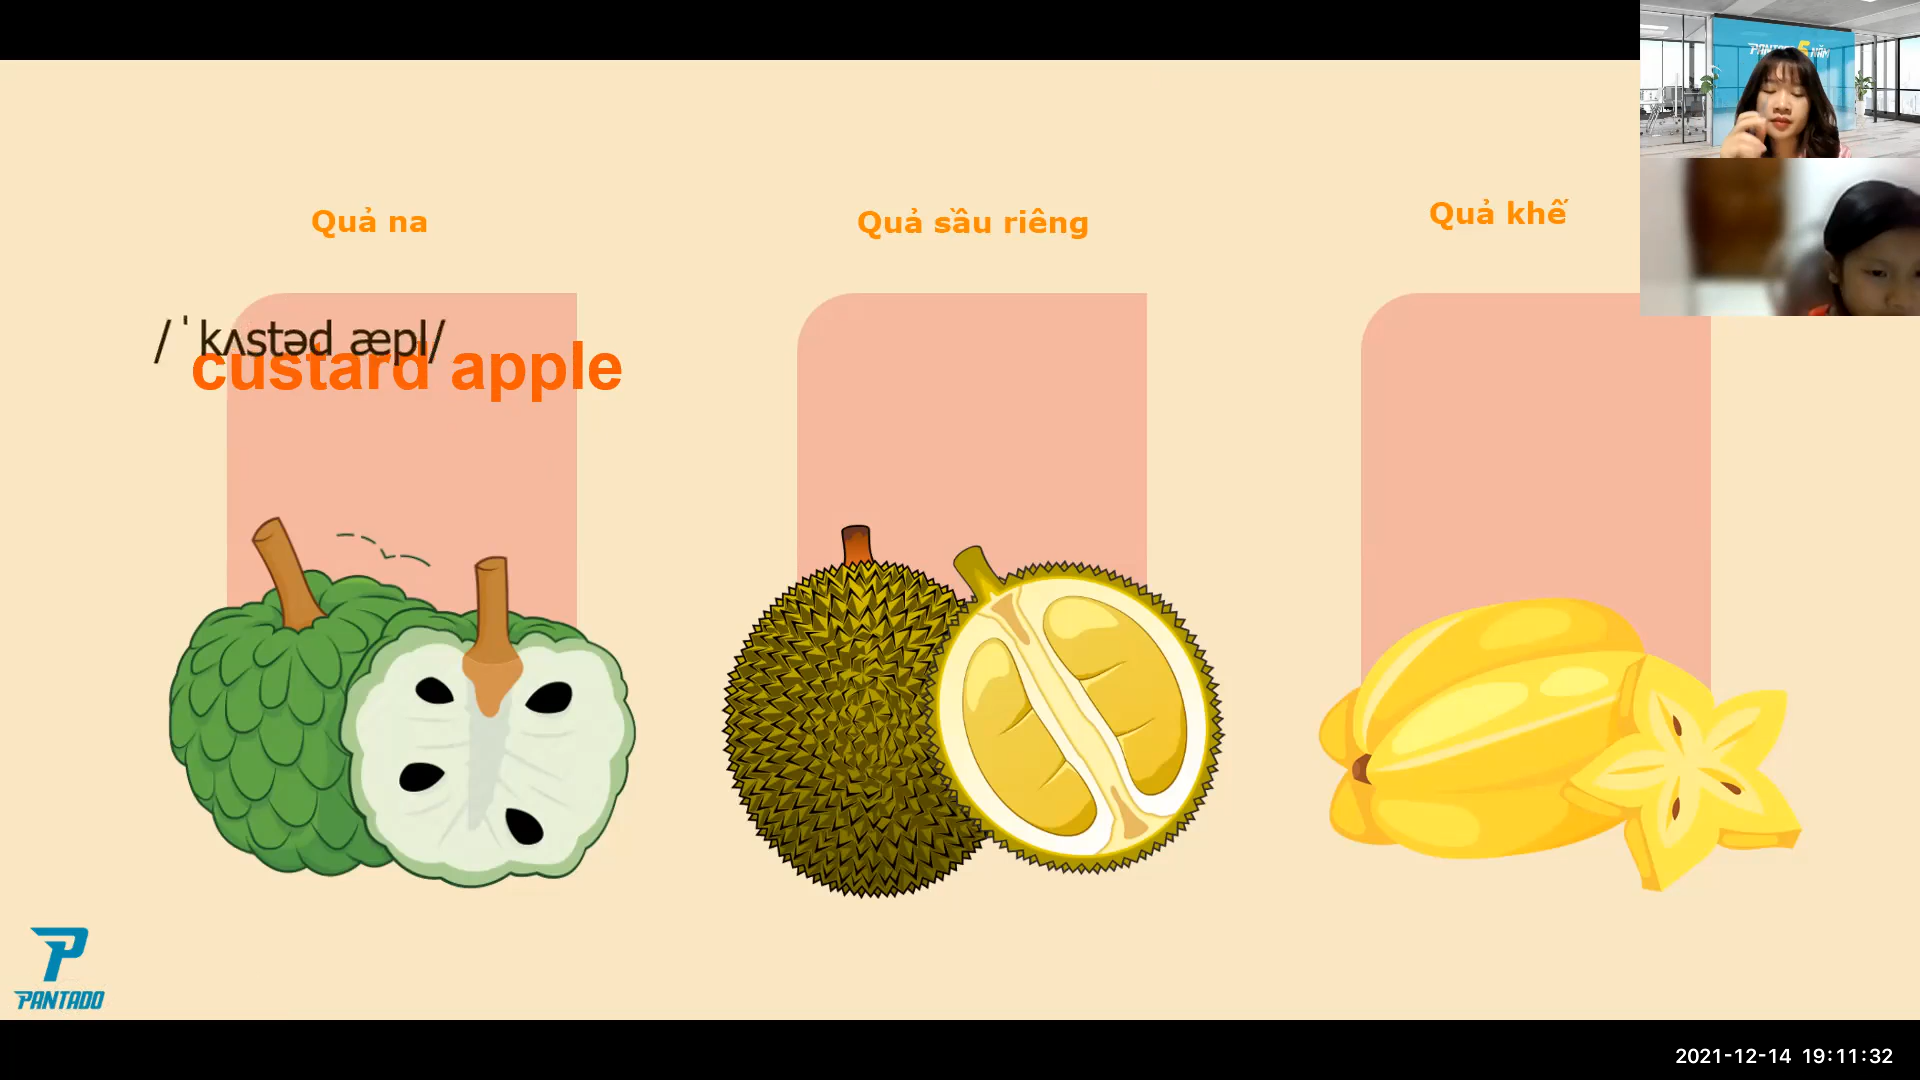 Quả na
Quả sầu riêng
Quả khế
/ˈkʌstəd æpl/
custard apple
PANTADO
2021-12-14 19:11:32